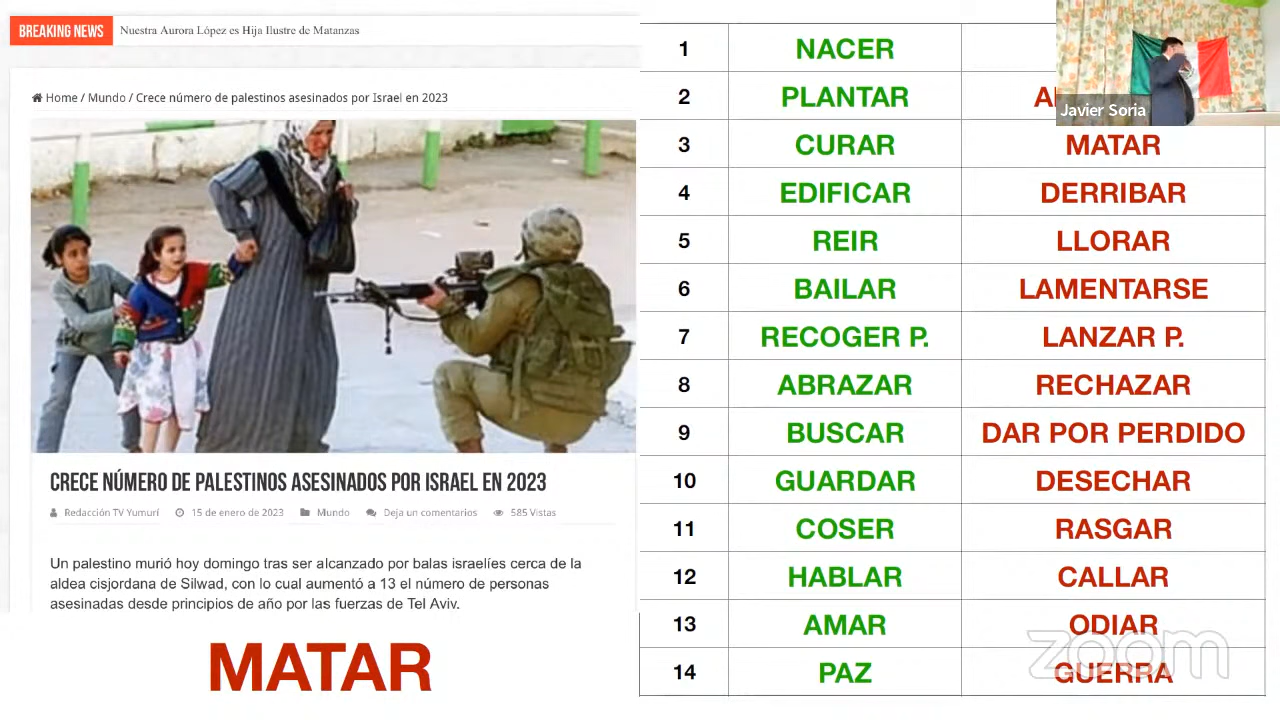 BREAKING NEWS Nuestra Aurora López es Hija Ilustre de Matanzas
Home / Mundo / Crece número de palestinos asesinados por Israel en 2023
CRECE NÚMERO DE PALESTINOS ASESINADOS POR ISRAEL EN 2023
Redacción TV Yumurí 15 de enero de 2023 Mundo Deja un comentarios 585 Vistas
Un palestino murió hoy domingo tras ser alcanzado por balas israelíes cerca de la
aldea cisjordana de Silwad, con lo cual aumentó a 13 el número de personas
asesinadas desde principios de año por las fuerzas de Tel Aviv.
MATAR
1 NACER
2 PLANTAR
3 CURAR MATAR
4 EDIFICAR DERRIBAR
5 REIR LLORAR
6 BAILAR LAMENTARSE
7 RECOGER P. LANZAR P.
8 ABRAZAR RECHAZAR
9 BUSCAR DAR POR PERDIDO
10 GUARDAR DESECHAR
11 COSER RASGAR
12 HABLAR CALLAR
13 AMAR ODIAR
14 PAZ GUERRA
Javier Soria
zoom